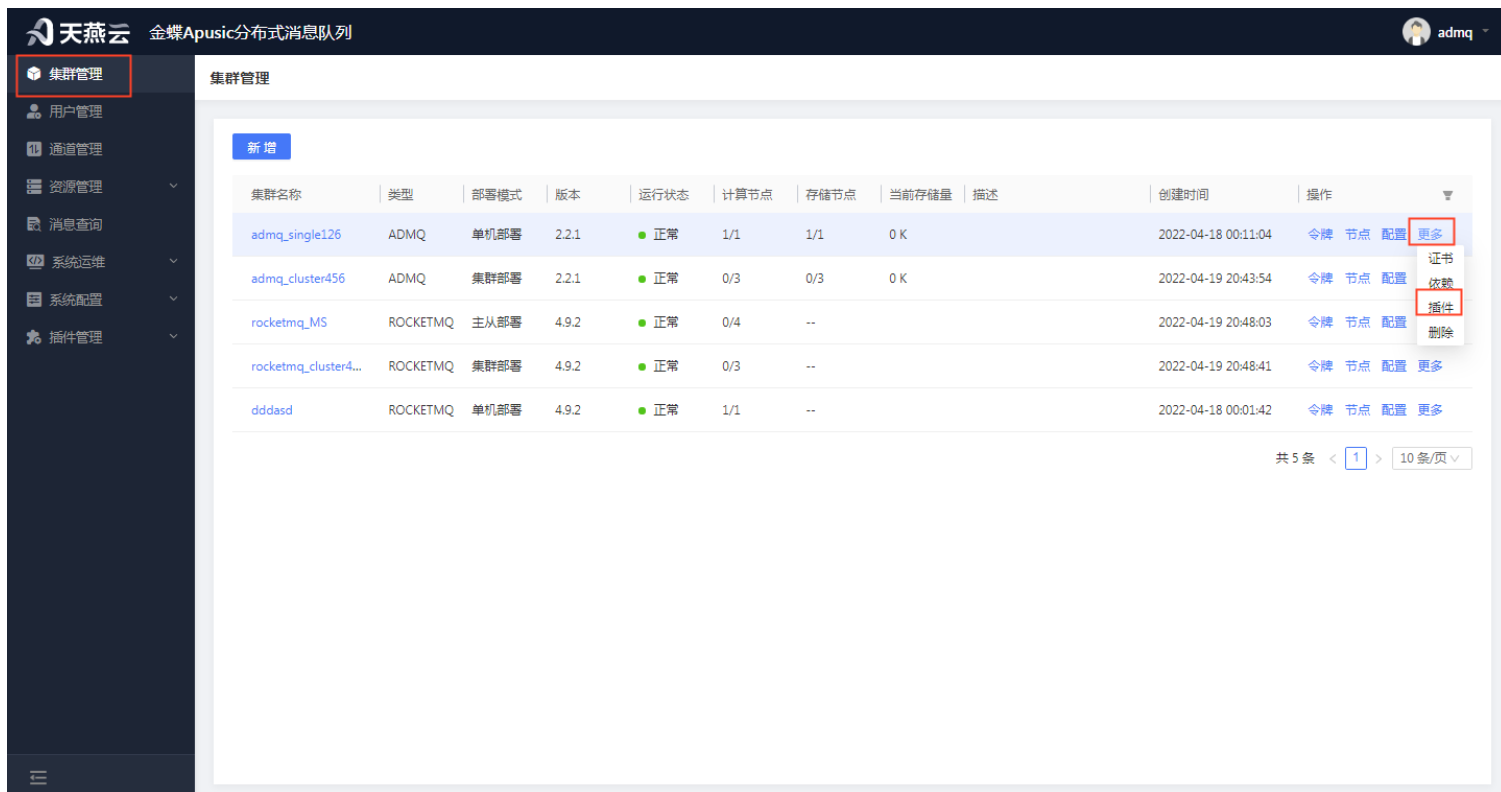 天燕云 金蝶Apusic分布式消息队列 admq
集群管理
用户管理
通道管理
资源管理
消息查询
系统运维
系统配置
插件管理
集群管理
新增
集群名称 类型 部署模式 版本 运行状态 计算节点 存储节点 当前存储量 描述 创建时间 操作
admq_single126 ADMQ 单机部署 2.2.1 正常 1/1 1/1 0 K 2022-04-18 00:11:04 令牌 节点 配置 更多
admq_cluster456 ADMQ 集群部署 2.2.1 正常 0/3 0/3 0 K 2022-04-19 20:43:54 令牌 节点 配置
rocketmq_MS ROCKETMQ 主从部署 4.9.2 正常 0/4 -- 2022-04-19 20:48:03 令牌 节点 配置
rocketmq_cluster4... ROCKETMQ 集群部署 4.9.2 正常 0/3 -- 2022-04-19 20:48:41 令牌 节点 配置 更多
dddasd ROCKETMQ 单机部署 4.9.2 正常 1/1 -- 2022-04-18 00:01:42 令牌 节点 配置 更多
证书
依赖
插件
删除
共 5 条 < 1 > 10 条/页